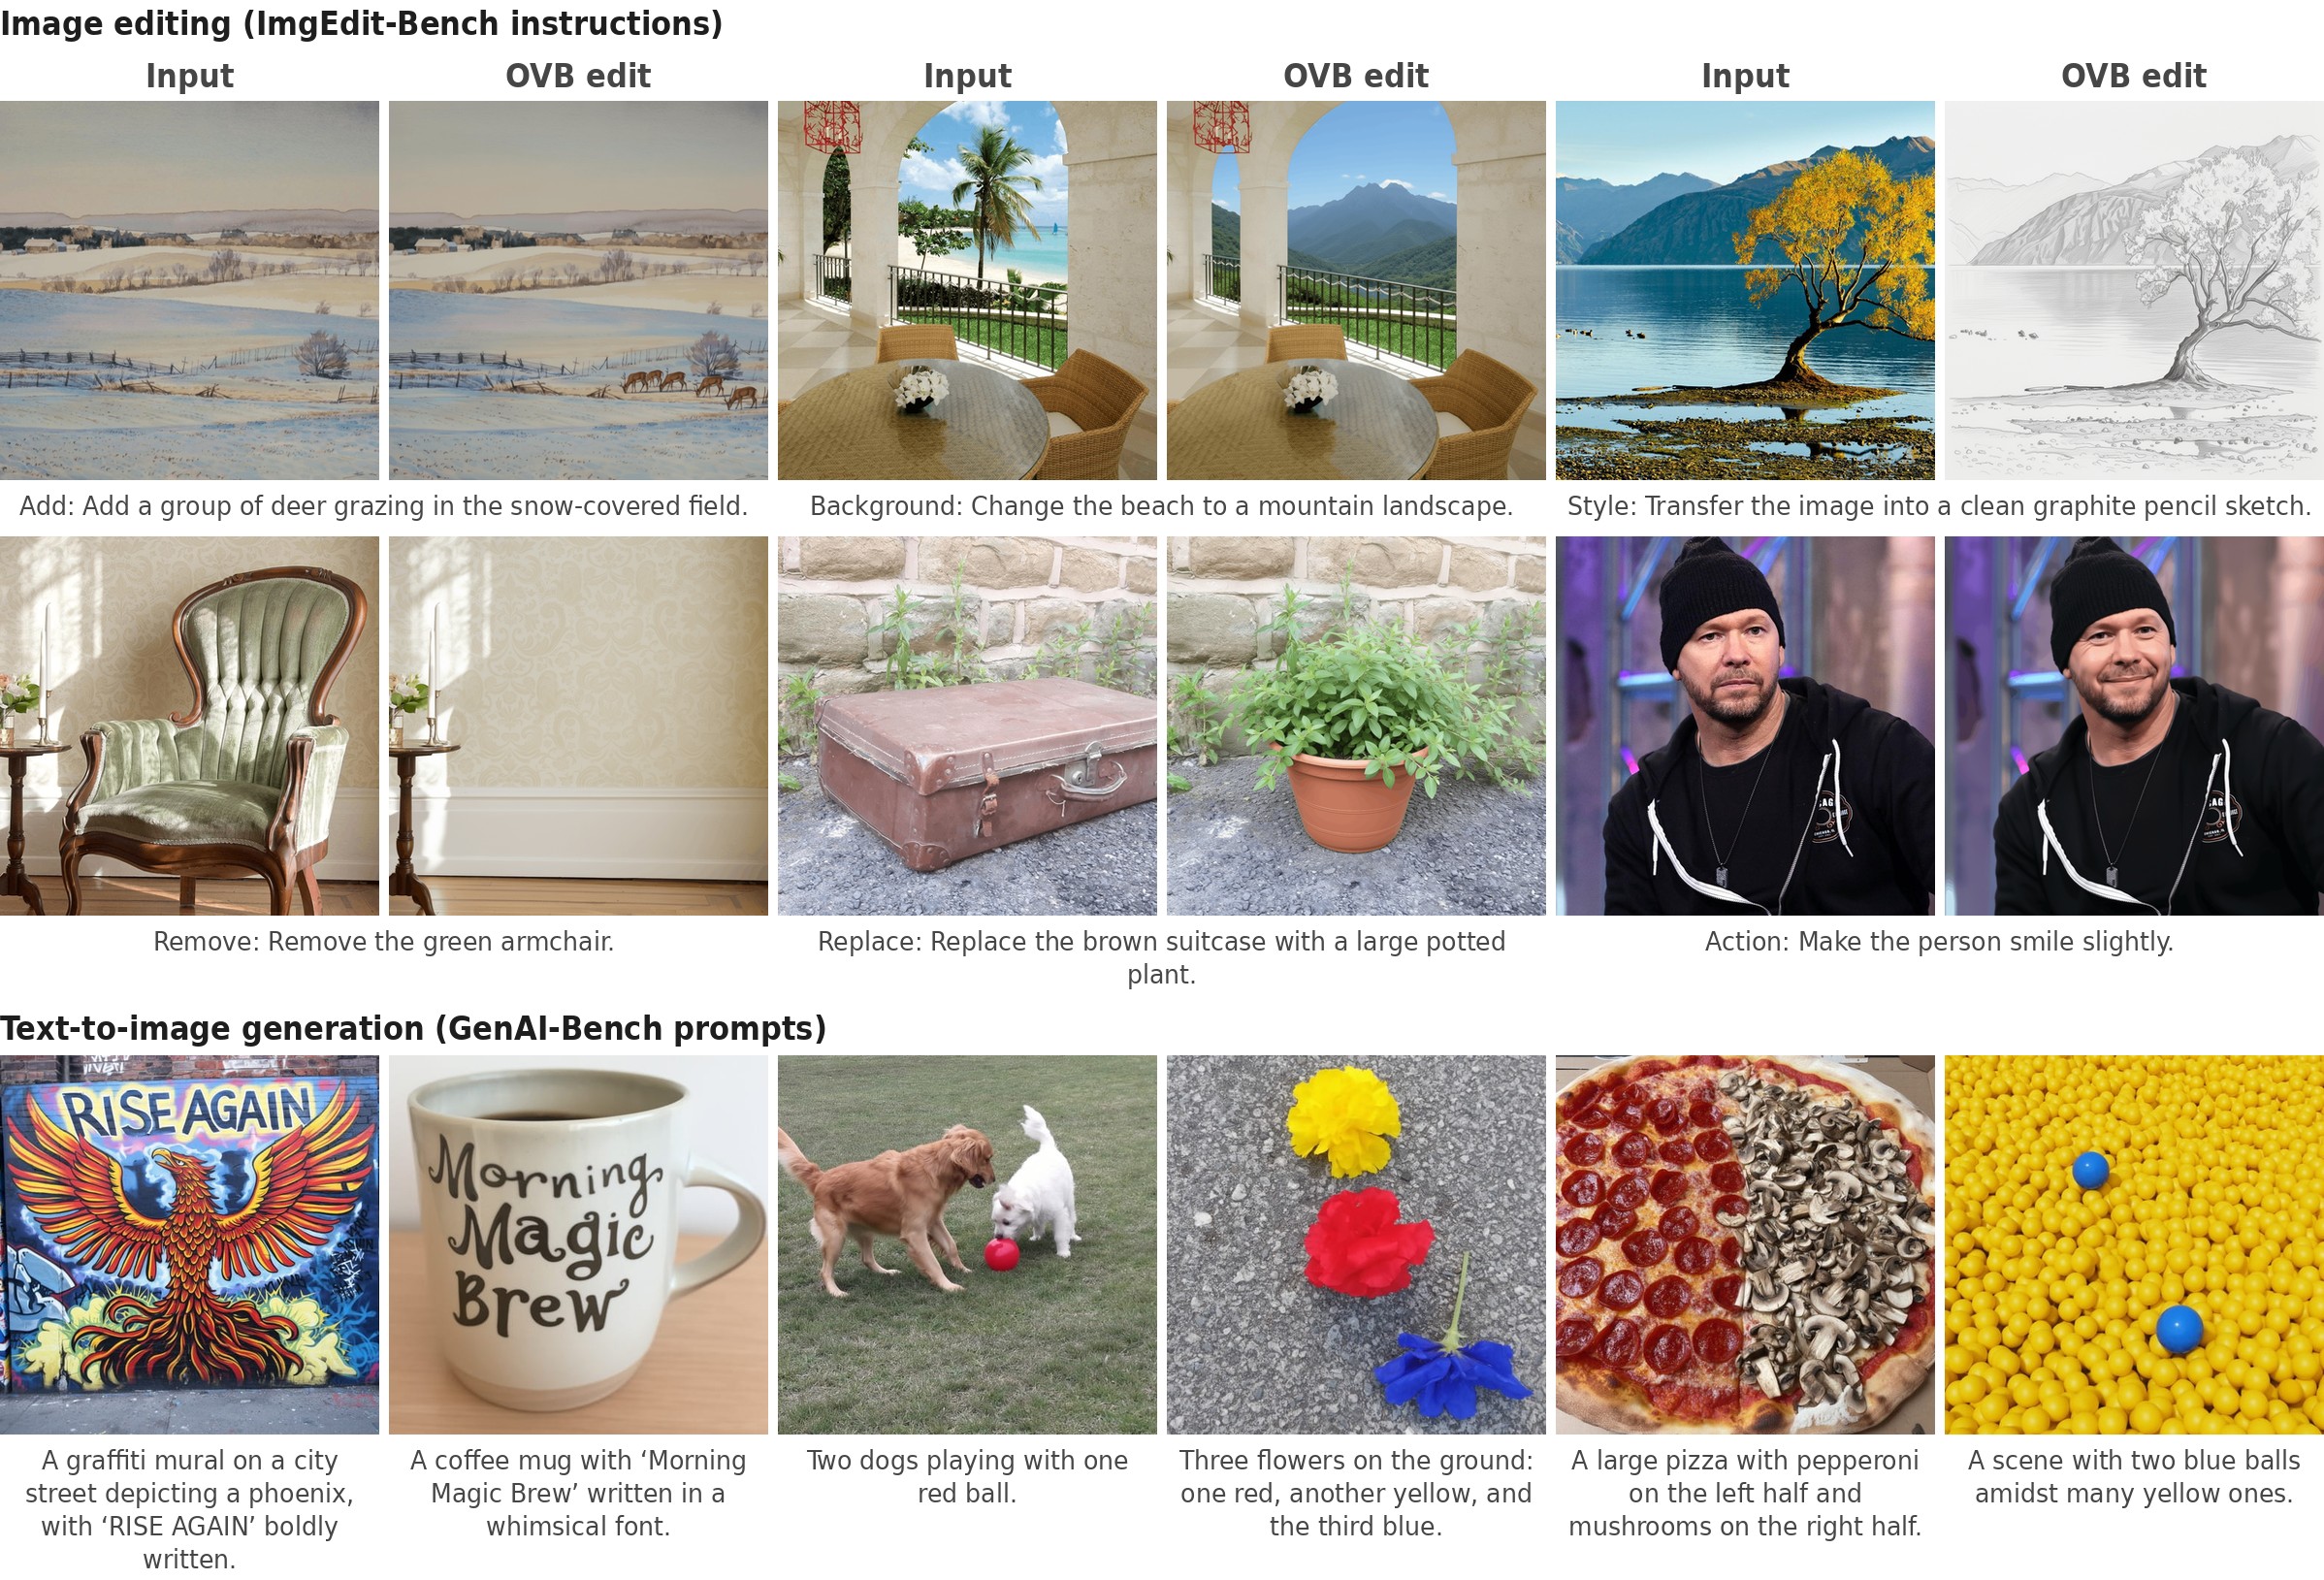 Image editing (ImgEdit-Bench instructions)
Input OVB edit Input OVB edit Input OVB edit
Add: Add a group of deer grazing in the snow-covered field.
Background: Change the beach to a mountain landscape.
Style: Transfer the image into a clean graphite pencil sketch.
Remove: Remove the green armchair.
Replace: Replace the brown suitcase with a large potted
plant.
Action: Make the person smile slightly.
Text-to-image generation (GenAI-Bench prompts)
RISE AGAIN
Morning
Magic
Brew
A graffiti mural on a city
street depicting a phoenix,
with ‘RISE AGAIN’ boldly
written.
A coffee mug with ‘Morning
Magic Brew’ written in a
whimsical font.
Two dogs playing with one
red ball.
Three flowers on the ground:
one red, another yellow, and
the third blue.
A large pizza with pepperoni
on the left half and
mushrooms on the right half.
A scene with two blue balls
amidst many yellow ones.